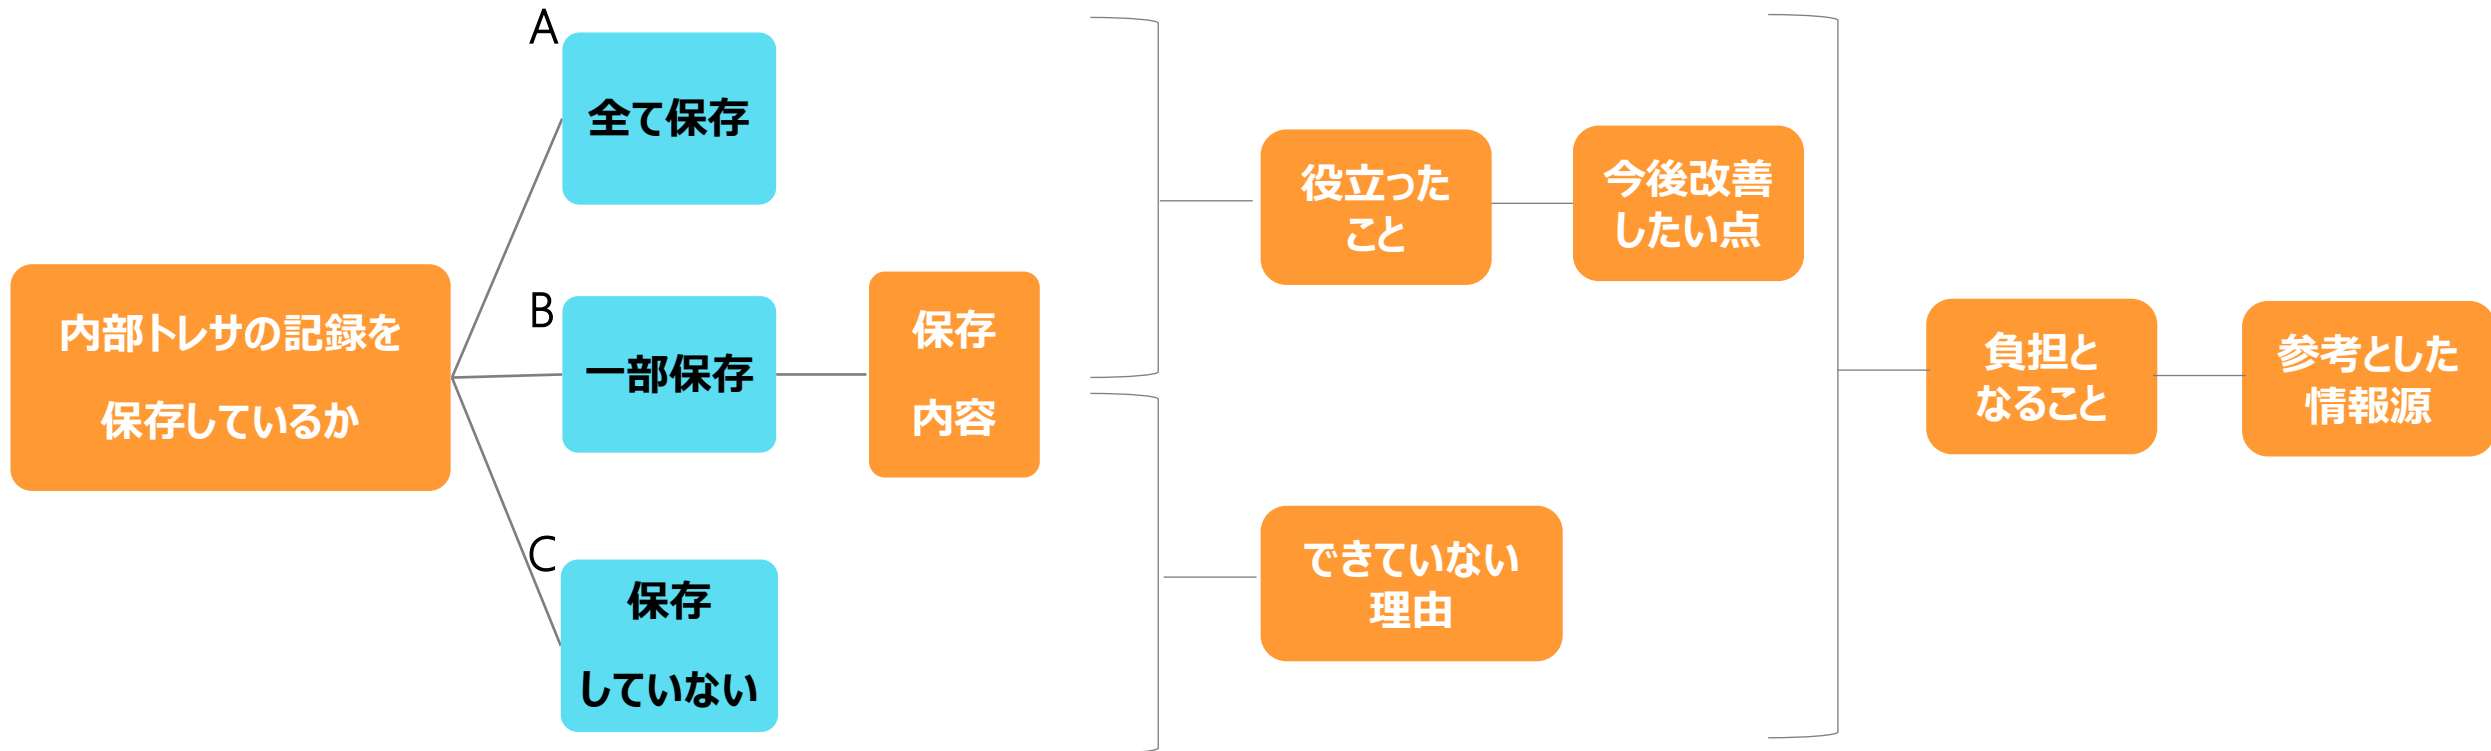 内部トレサの記録を
保存しているか
A
全て保存
B
一部保存
C
保存
していない
保存
内容
役立った
こと
今後改善
したい点
できていない
理由
負担と
なること
参考とした
情報源